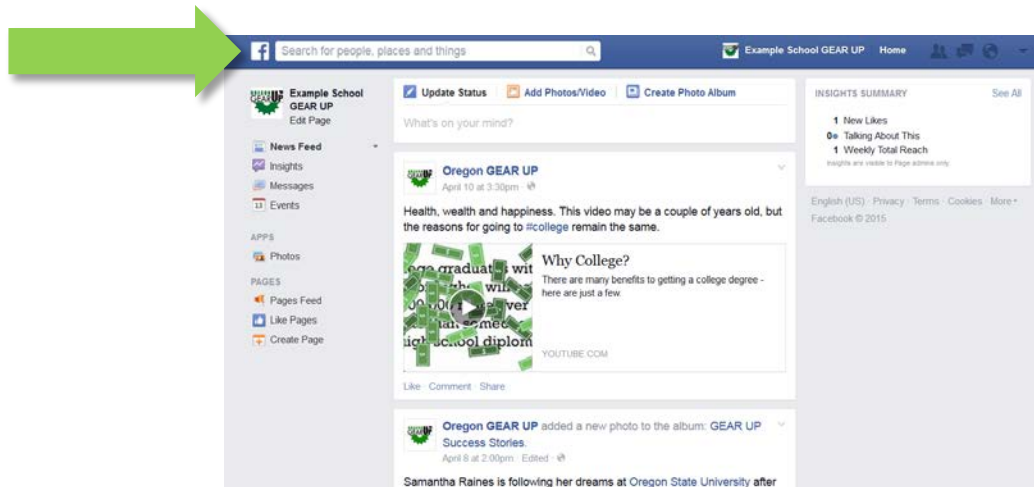 Search for people, places and things
Example School GEAR UP Home
Example School
GEAR UP
Edit Page
News Feed
Insights
Messages
13 Events
APPS
Photos
PAGES
Pages Feed
Like Pages
Create Page
Update Status Add Photos/Video Create Photo Album
What's on your mind?
Oregon GEAR UP
April 10 at 3:30pm ·
Health, wealth and happiness. This video may be a couple of years old, but
the reasons for going to #college remain the same.
Why College?
There are many benefits to getting a college degree -
here are just a few.
YOUTUBE.COM
Like · Comment · Share
Oregon GEAR UP added a new photo to the album: GEAR UP
Success Stories.
April 8 at 2:00pm · Edited ·
Samantha Raines is following her dreams at Oregon State University after
INSIGHTS SUMMARY See All
1 New Likes
0 Talking About This
1 Weekly Total Reach
Insights are visible to Page admins only
English (US) · Privacy · Terms · Cookies · More
Facebook © 2015